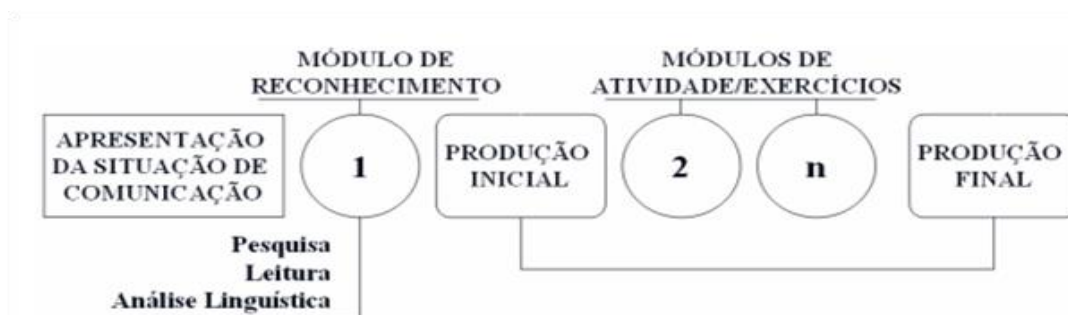 MÓDULO DE
RECONHECIMENTO
MÓDULOS DE
ATIVIDADE/EXERCÍCIOS
APRESENTAÇÃO
DA SITUAÇÃO DE
COMUNICAÇÃO
1
PRODUÇÃO
INICIAL
2
n
PRODUÇÃO
FINAL
Pesquisa
Leitura
Análise Linguística